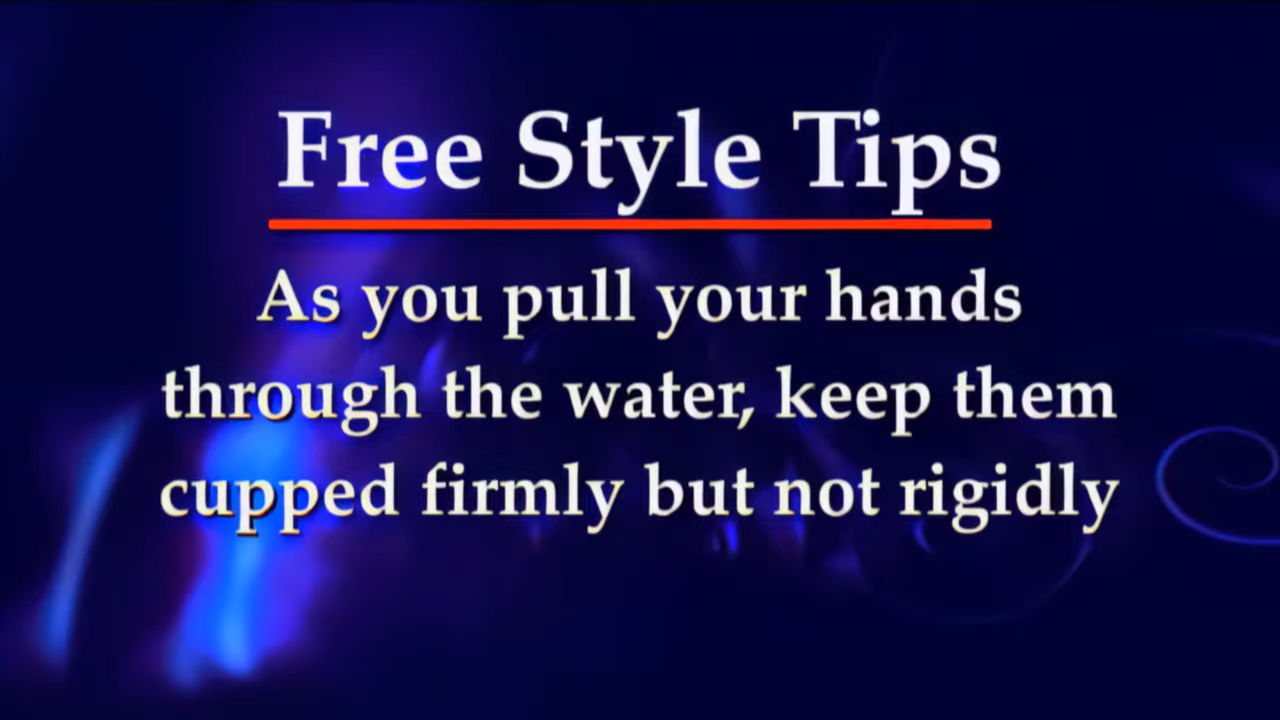 Free Style Tips
As you pull your hands
through the water, keep them
cupped firmly but not rigidly